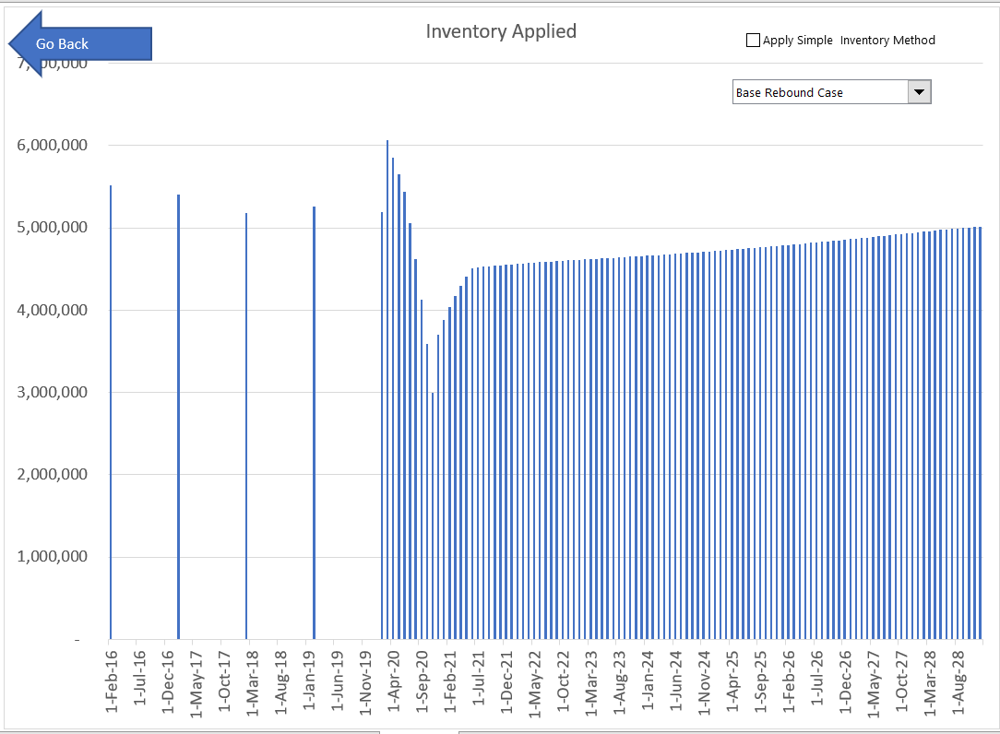 Go Back
Inventory Applied
Apply Simple Inventory Method
Base Rebound Case
7,000,000
6,000,000
5,000,000
4,000,000
3,000,000
2,000,000
1,000,000
-
1-Feb-16
1-Jul-16
1-Dec-16
1-May-17
1-Oct-17
1-Mar-18
1-Aug-18
1-Jan-19
1-Jun-19
1-Nov-19
1-Apr-20
1-Sep-20
1-Feb-21
1-Jul-21
1-Dec-21
1-May-22
1-Oct-22
1-Mar-23
1-Aug-23
1-Jan-24
1-Jun-24
1-Nov-24
1-Apr-25
1-Sep-25
1-Feb-26
1-Jul-26
1-Dec-26
1-May-27
1-Oct-27
1-Mar-28
1-Aug-28